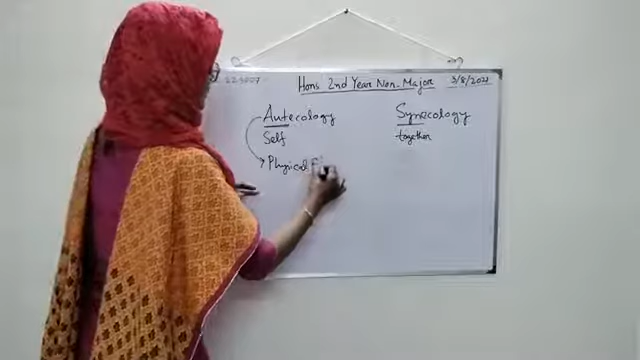 Hons 2nd Year Non. Major 3/8/2021
Autecology Synecology
Self together
Physical F